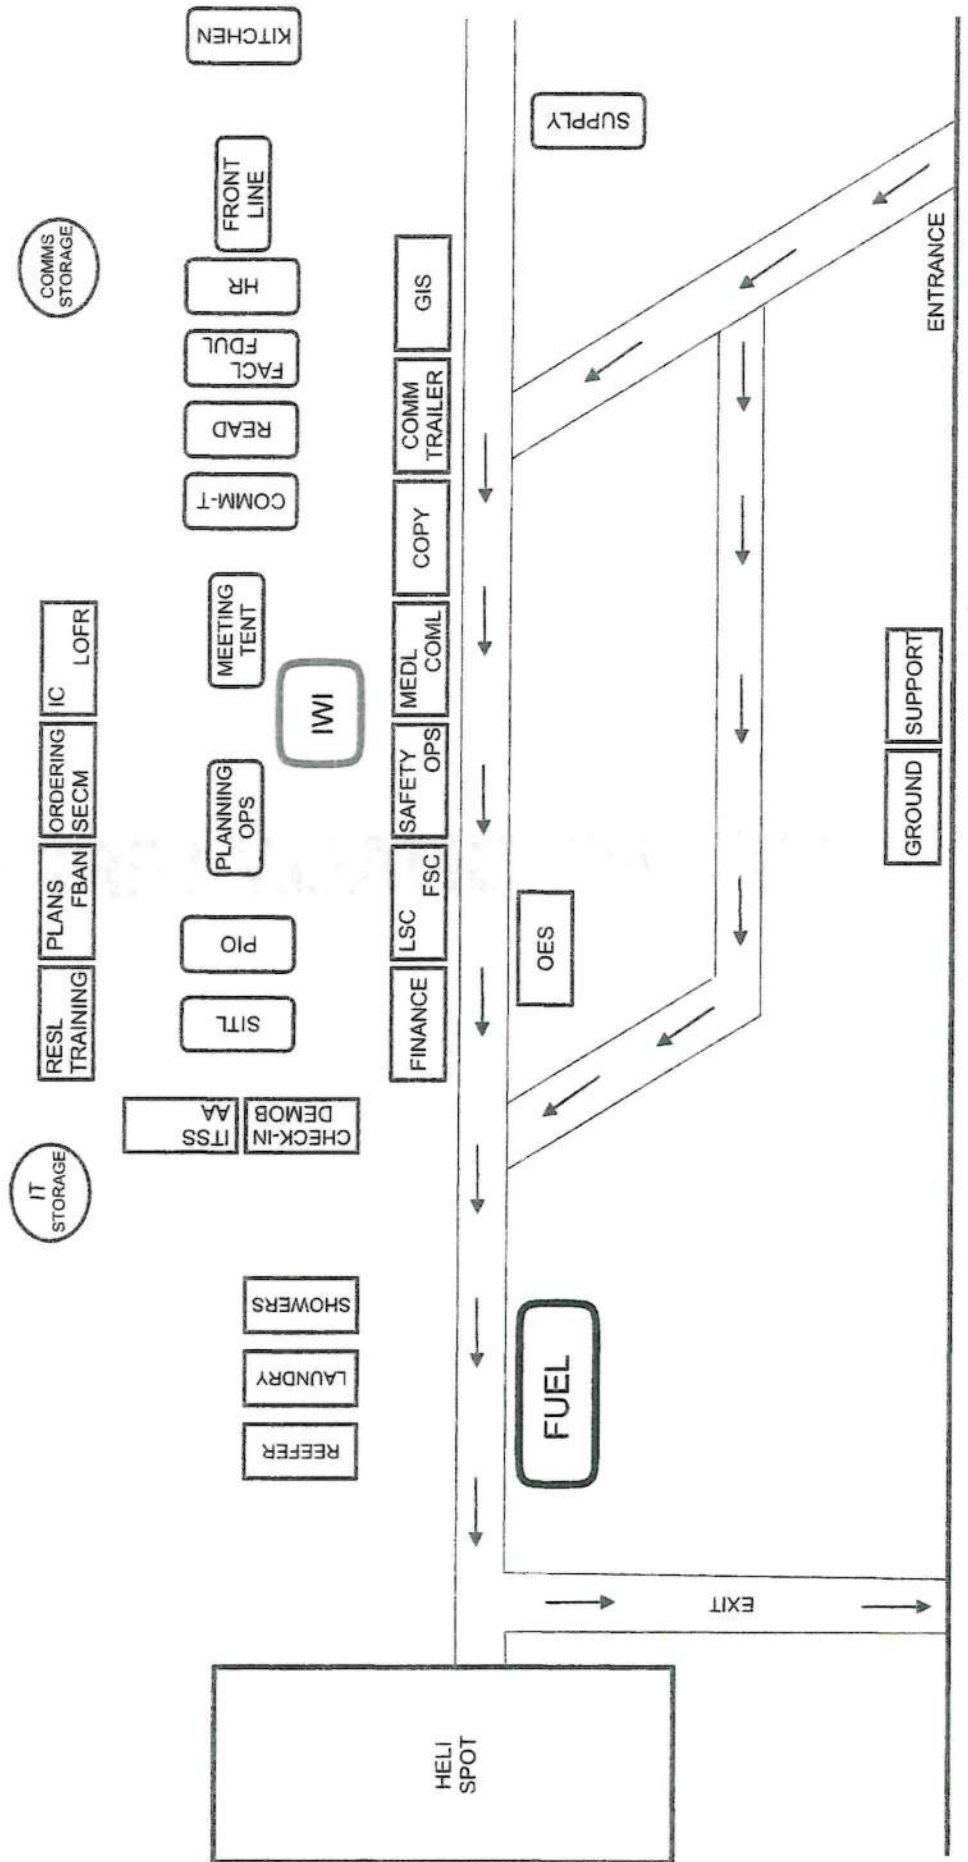 KITCHEN
SUPPLY
COMMS
STORAGE
FRONT
LINE
HR
FACL
FDUL
READ
COMM-T
GIS
COMM
TRAILER
COPY
ENTRANCE
IC
LOFR
ORDERING
SECM
PLANS
FBAN
RESL
TRAINING
MEETING
TENT
IWI
PLANNING
OPS
PIO
SITL
MEDL
COML
SAFETY
OPS
LSC
FSC
FINANCE
OES
SUPPORT
GROUND
ITSS
AA
CHECK-IN
DEMOB
IT
STORAGE
SHOWERS
LAUNDRY
REEFER
FUEL
EXIT
HELI
SPOT